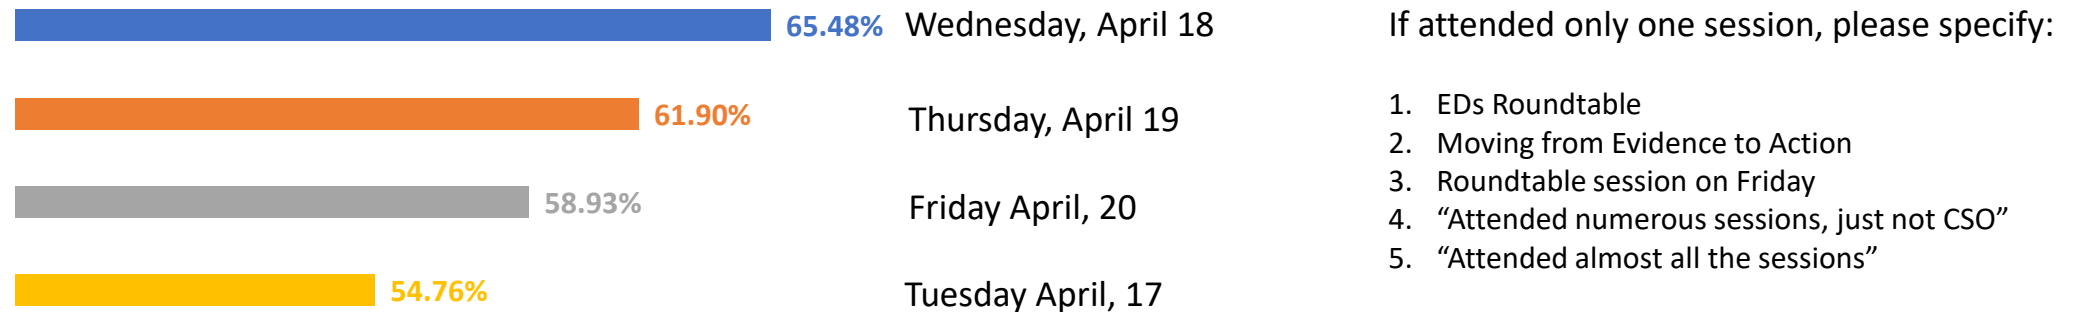 65.48% Wednesday, April 18
61.90% Thursday, April 19
58.93% Friday April, 20
54.76% Tuesday April, 17
If attended only one session, please specify:
1. EDs Roundtable
2. Moving from Evidence to Action
3. Roundtable session on Friday
4. “Attended numerous sessions, just not CSO”
5. “Attended almost all the sessions”